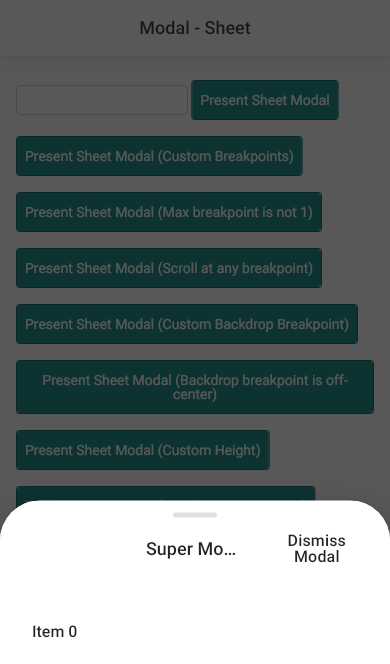 Modal - Sheet
Present Sheet Modal
Present Sheet Modal (Custom Breakpoints)
Present Sheet Modal (Max breakpoint is not 1)
Present Sheet Modal (Scroll at any breakpoint)
Present Sheet Modal (Custom Backdrop Breakpoint)
Present Sheet Modal (Backdrop breakpoint is off-
center)
Present Sheet Modal (Custom Height)
Super Mo...
Dismiss
Modal
Item 0